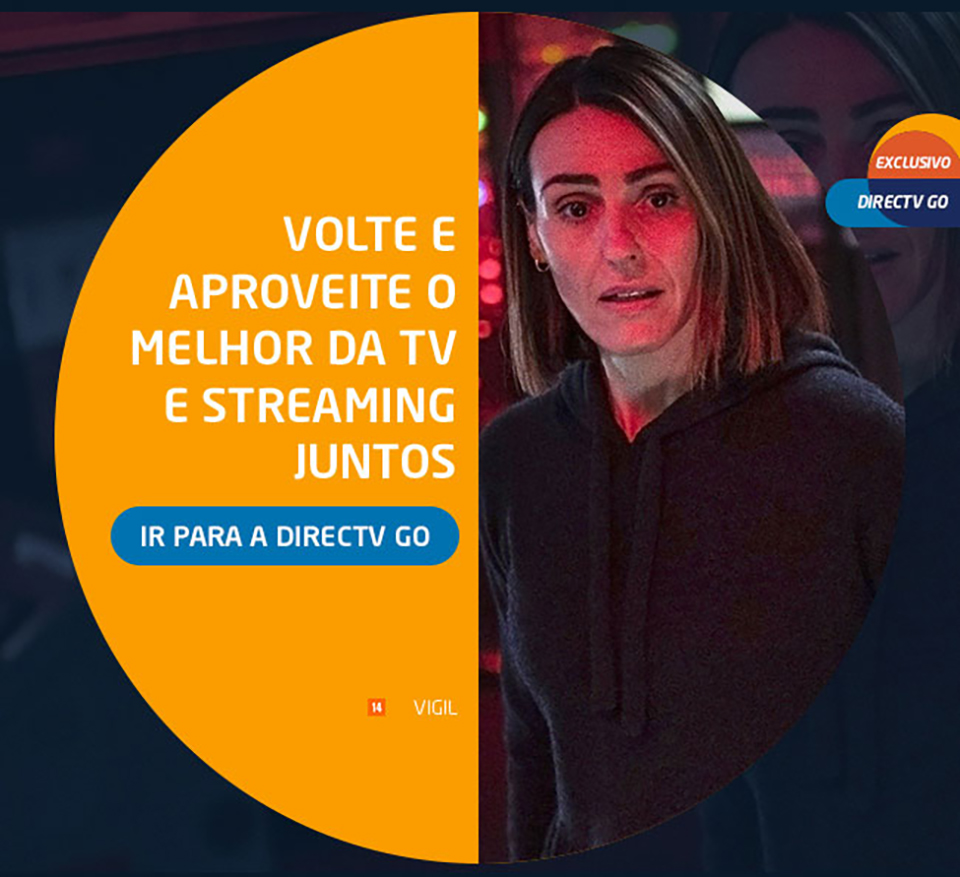 VOLTE E
APROVEITE O
MELHOR DA TV
E STREAMING
JUNTOS
IR PARA A DIRECTV GO
14 VIGIL
EXCLUSIVO
DIRECTV GO